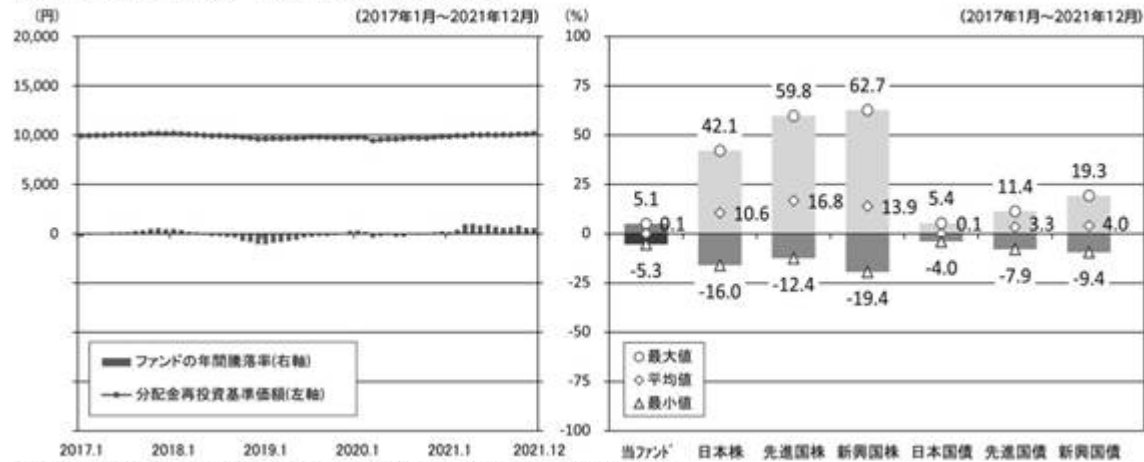 (円)
(2017年1月～2021年12月)
20,000
15,000
10,000
5,000
0
ファンドの年間騰落率(右軸)
分配金再投資基準価額(左軸)
2017.1 2018.1 2019.1 2020.1 2021.1 2021.12
(%)
(2017年1月～2021年12月)
100
75
50
25
0
-25
-50
-75
-100
5.1 42.1 59.8 62.7 5.4 11.4 19.3
0.1 10.6 16.8 13.9 0.1 3.3 4.0
-5.3 -16.0 -12.4 -19.4 -4.0 -7.9 -9.4
最大値
平均値
最小値
当ﾌｧﾝﾄﾞ 日本株 先進国株 新興国株 日本国債 先進国債 新興国債